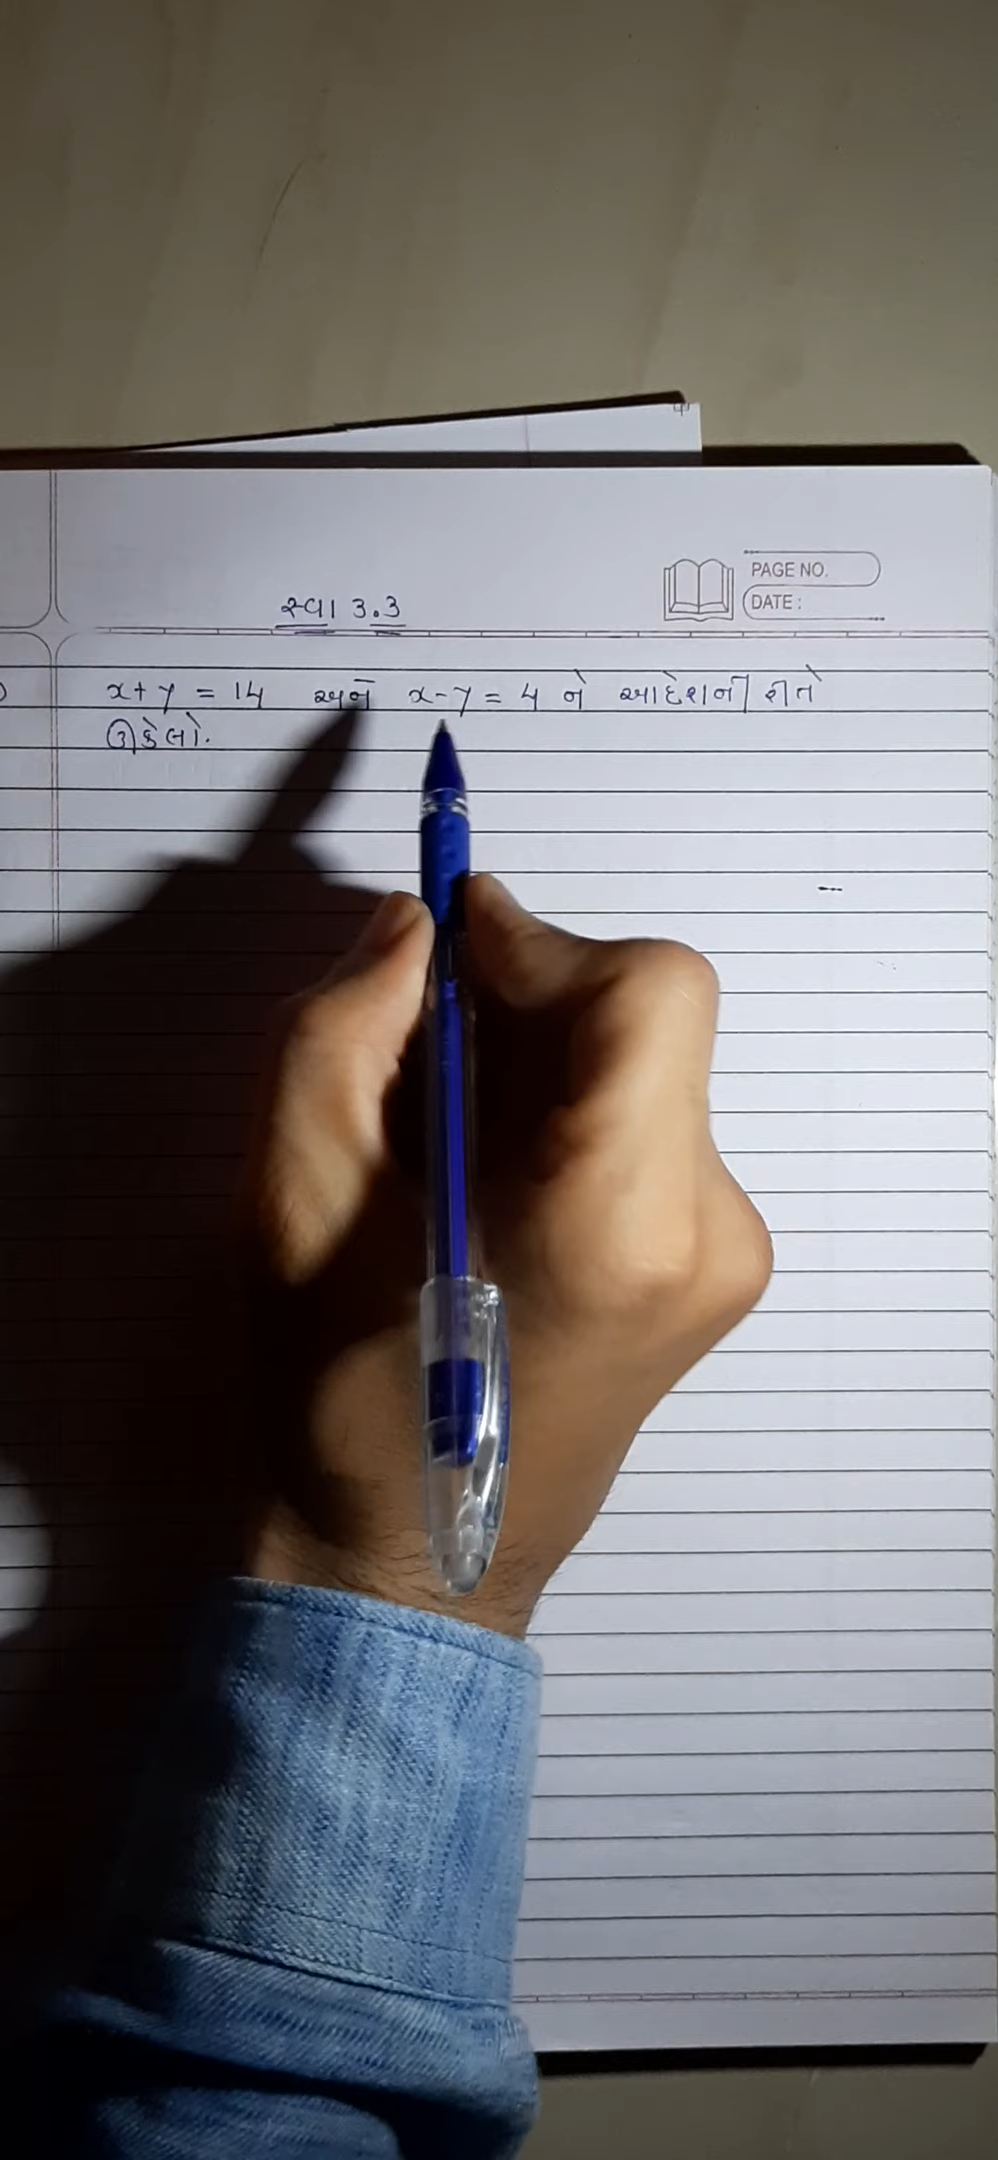 PAGE NO.
DATE :
સ્વા 3.3
x+y = 14 અને x-y = 4 ને આદેશની રીતે
ઉકેલો.